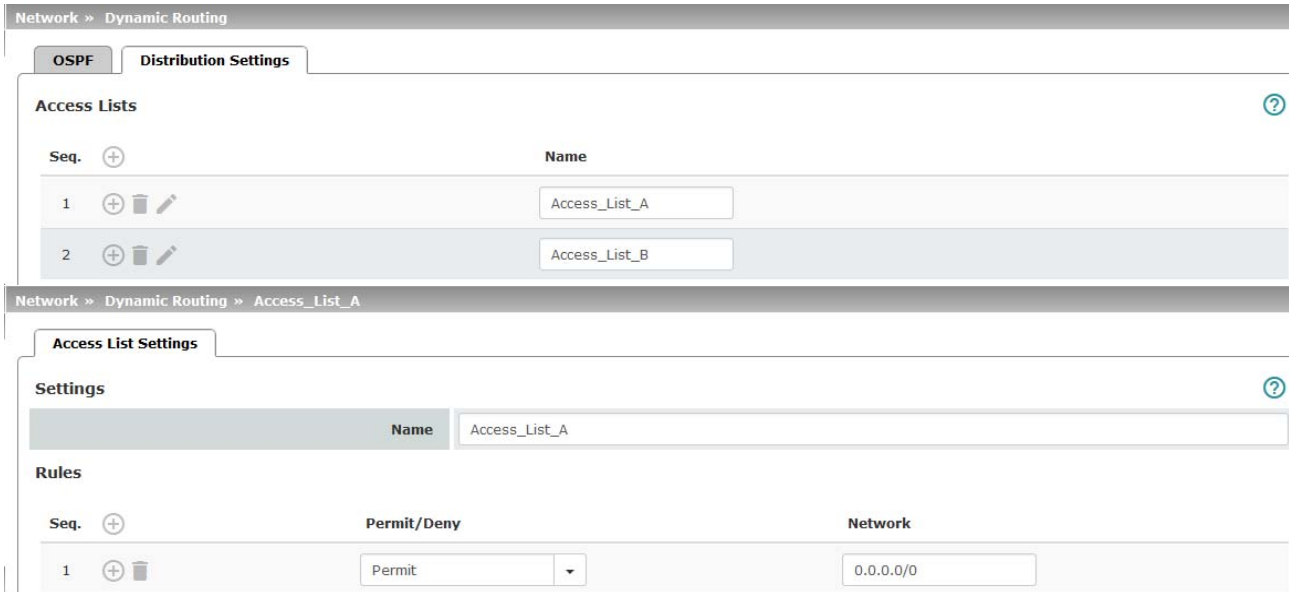 Network » Dynamic Routing
OSPF Distribution Settings
Access Lists
Seq. Name
1 Access_List_A
2 Access_List_B
Network » Dynamic Routing » Access_List_A
Access List Settings
Settings
Name Access_List_A
Rules
Seq. Permit/Deny Network
1 Permit 0.0.0.0/0